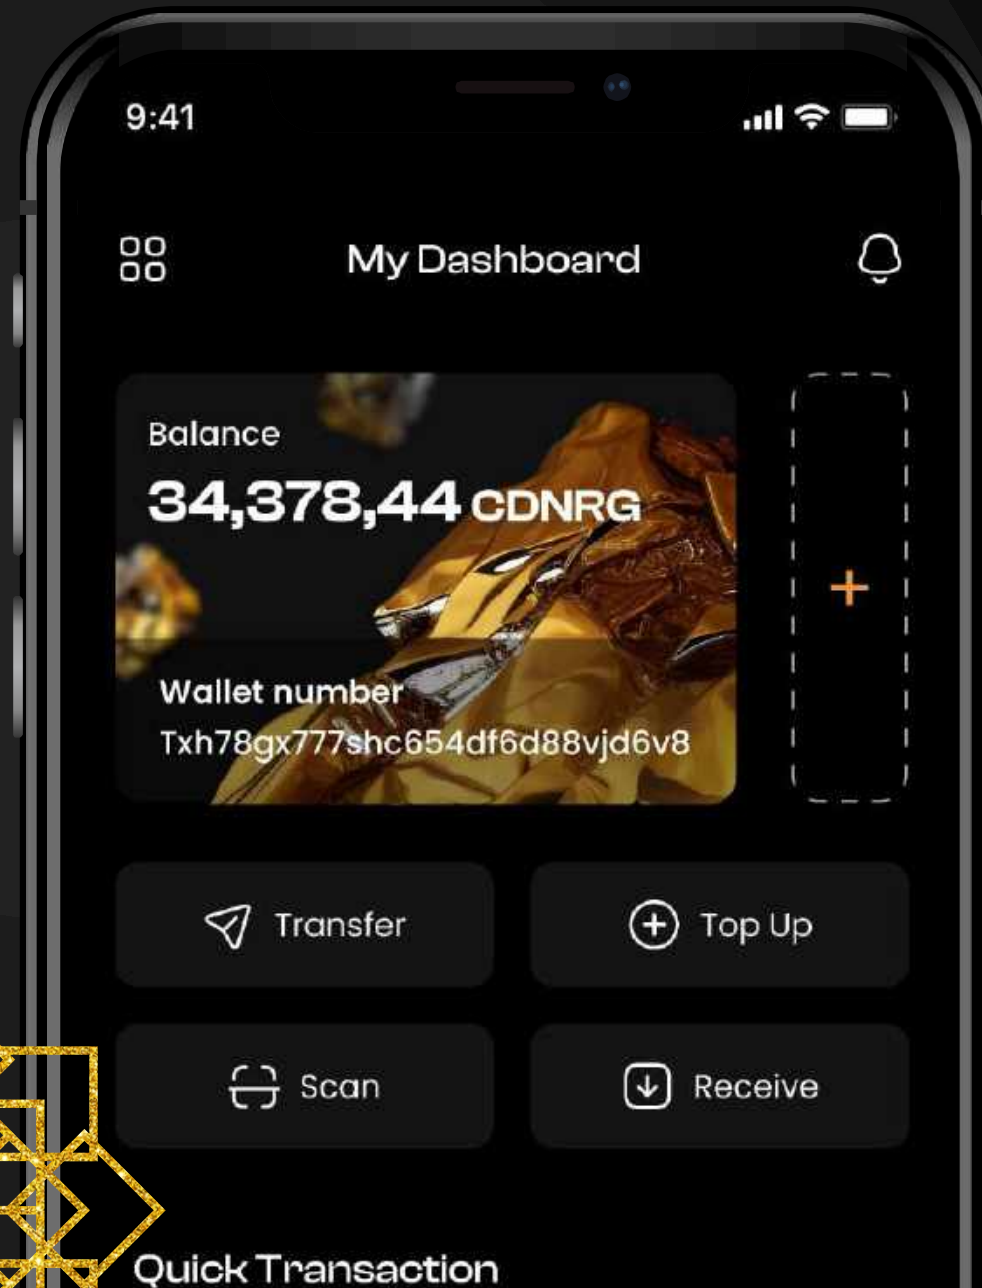 9:41
My Dashboard
Balance
34,378,44 CDNRG
Wallet number
Txh78gx777shc654df6d88vjd6v8
Transfer
Top Up
Scan
Receive
Quick Transaction